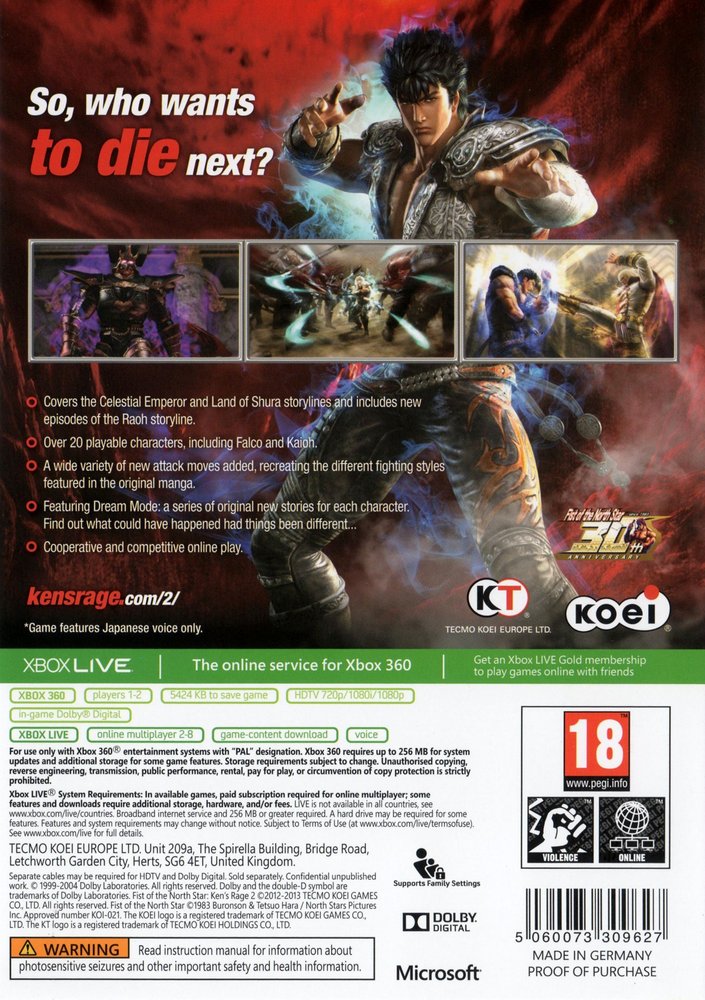 So, who wants
to die next?
Covers the Celestial Emperor and Land of Shura storylines and includes new
episodes of the Raoh storyline.
Over 20 playable characters, including Falco and Kaioh.
A wide variety of new attack moves added, recreating the different fighting styles
featured in the original manga.
Featuring Dream Mode: a series of original new stories for each character.
Find out what could have happened had things been different...
Cooperative and competitive online play.
Fist of the North Star
SINCE 1983
30th
ANNIVERSARY
kensrage.com/2/
*Game features Japanese voice only.
KT
TECMO KOEI EUROPE LTD.
KOEI®
XBOX LIVE
The online service for Xbox 360
Get an Xbox LIVE Gold membership
to play games online with friends
XBOX 360 players 1-2 5424 KB to save game HDTV 720p/1080i/1080p
in-game Dolby® Digital
XBOX LIVE online multiplayer 2-8 game-content download voice
For use only with Xbox 360® entertainment systems with "PAL" designation. Xbox 360 requires up to 256 MB for system
updates and additional storage for some game features. Storage requirements subject to change. Unauthorised copying,
reverse engineering, transmission, public performance, rental, pay for play, or circumvention of copy protection is strictly
prohibited.
Xbox LIVE® System Requirements: In available games, paid subscription required for online multiplayer; some
features and downloads require additional storage, hardware, and/or fees. LIVE is not available in all countries, see
www.xbox.com/live/countries. Broadband internet service and 256 MB or greater required. A hard drive may be required for some
features. Features and system requirements may change without notice. Subject to Terms of Use (at www.xbox.com/live/termsofuse).
See www.xbox.com/live for full details.
TECMO KOEI EUROPE LTD. Unit 209a, The Spirella Building, Bridge Road,
Letchworth Garden City, Herts, SG6 4ET, United Kingdom.
Separate cables may be required for HDTV and Dolby Digital. Sold separately. Confidential unpublished
work. © 1999-2004 Dolby Laboratories. All rights reserved. Dolby and the double-D symbol are
trademarks of Dolby Laboratories. Fist of the North Star: Ken's Rage 2 ©2012-2013 TECMO KOEI GAMES
CO., LTD. All rights reserved. Fist of the North Star ©1983 Buronson & Tetsuo Hara / North Stars Pictures
Inc. Approved number KOI-021. The KOEI logo is a registered trademark of TECMO KOEI GAMES CO.,
LTD. The KT logo is a registered trademark of TECMO KOEI HOLDINGS CO., LTD.
WARNING Read instruction manual for information about
photosensitive seizures and other important safety and health information.
Supports Family Settings
DOLBY
DIGITAL
Microsoft
18
™
www.pegi.info
VIOLENCE
ONLINE
5 060073 309627
MADE IN GERMANY
PROOF OF PURCHASE